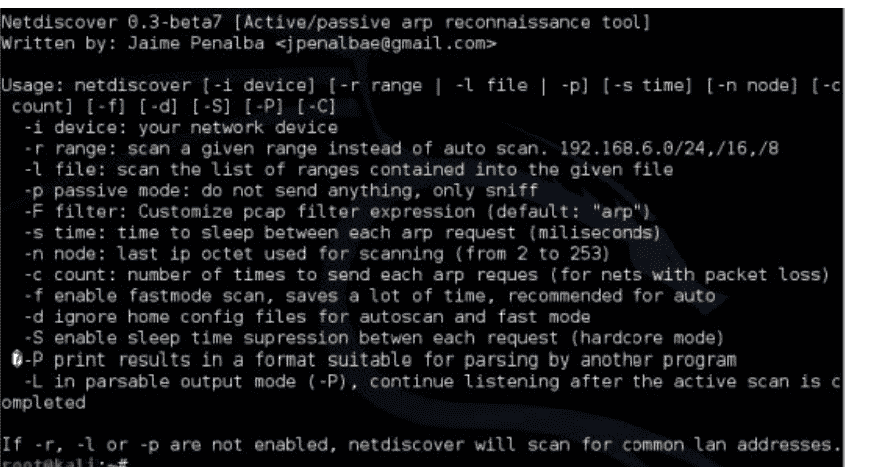 Netdiscover 0.3-beta7 [Active/passive arp reconnaissance tool]
Written by: Jaime Penalba <jpenalbae@gmail.com>
Usage: netdiscover [-i device] [-r range | -l file | -p] [-s time] [-n node] [-c
count] [-f] [-d] [-S] [-P] [-C]
-i device: your network device
-r range: scan a given range instead of auto scan. 192.168.6.0/24,/16,/8
-l file: scan the list of ranges contained into the given file
-p passive mode: do not send anything, only sniff
-F filter: Customize pcap filter expression (default: "arp")
-s time: time to sleep between each arp request (miliseconds)
-n node: last ip octet used for scanning (from 2 to 253)
-c count: number of times to send each arp reques (for nets with packet loss)
-f enable fastmode scan, saves a lot of time, recommended for auto
-d ignore home config files for autoscan and fast mode
-S enable sleep time supression betwen each request (hardcore mode)
-P print results in a format suitable for parsing by another program
-L in parsable output mode (-P), continue listening after the active scan is c
ompleted
If -r, -l or -p are not enabled, netdiscover will scan for common lan addresses.
root@kali:~#